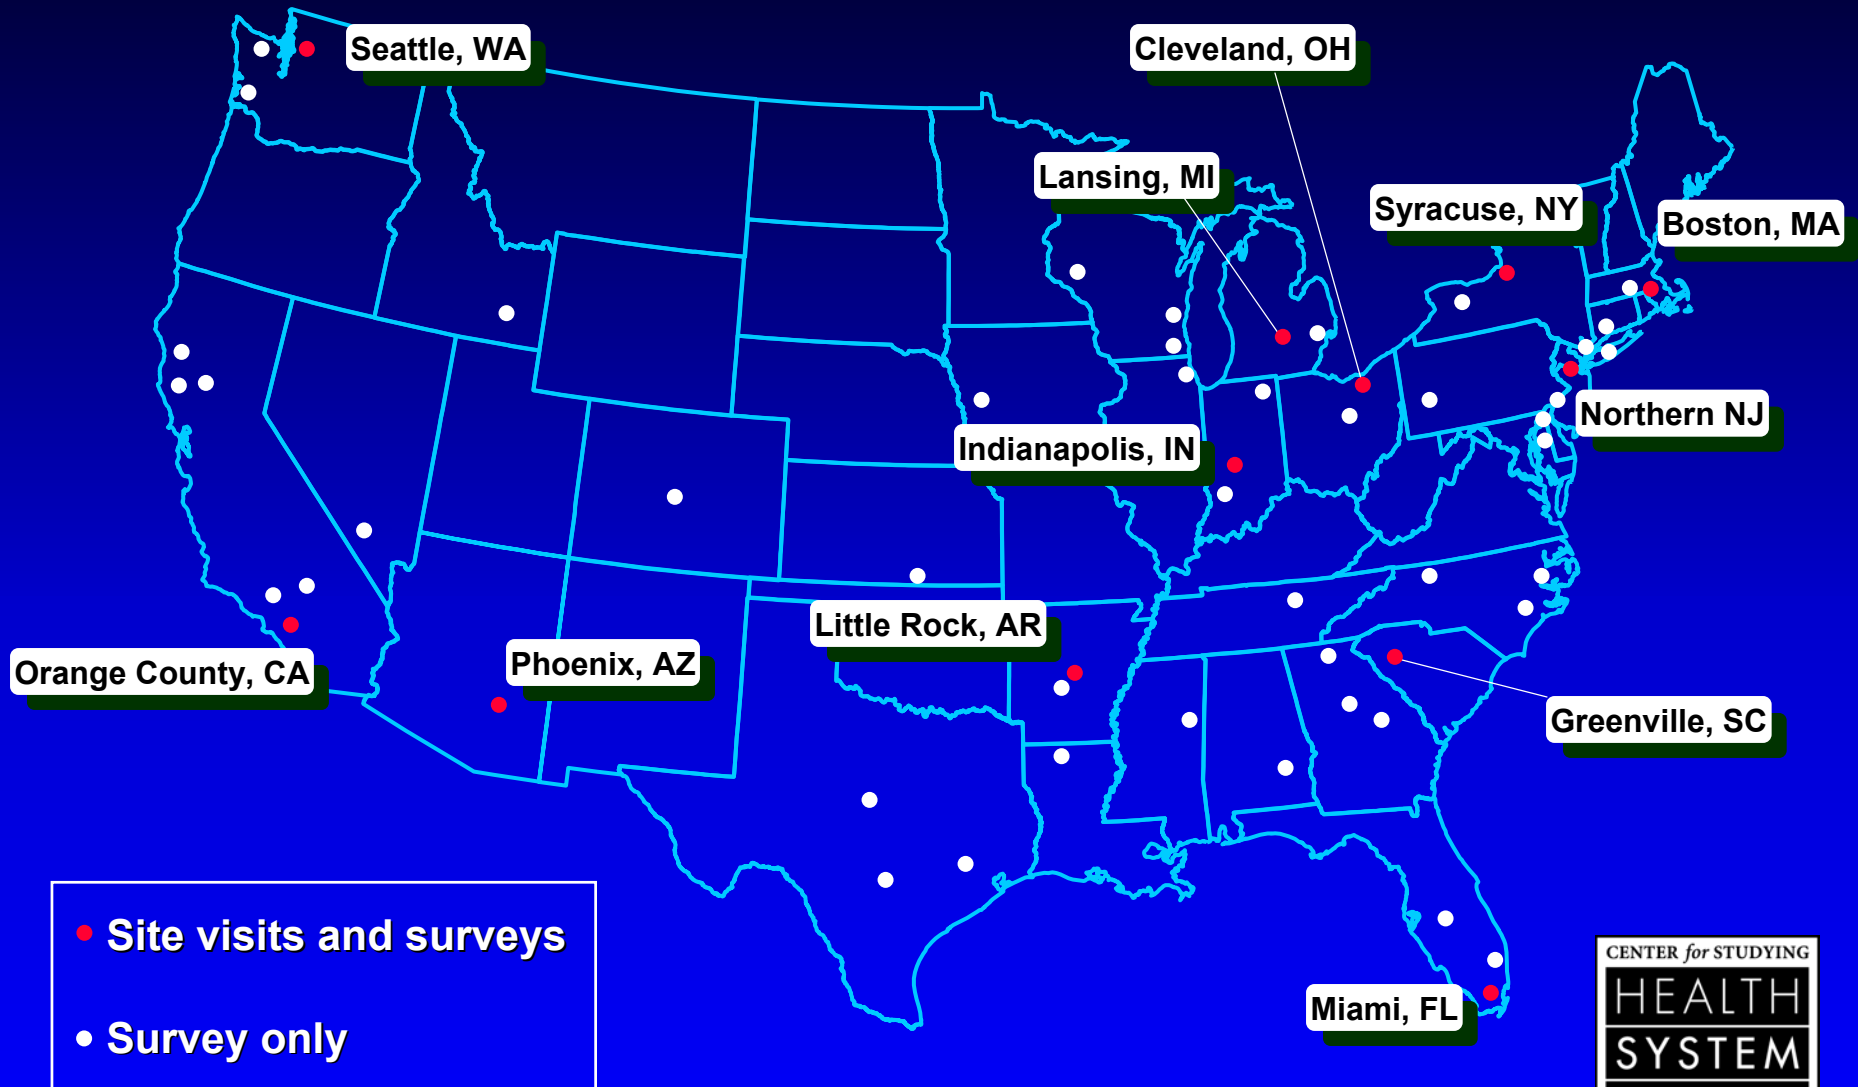 Seattle, WA
Cleveland, OH
Lansing, MI
Syracuse, NY
Boston, MA
Northern NJ
Indianapolis, IN
Little Rock, AR
Phoenix, AZ
Orange County, CA
Greenville, SC
Miami, FL
Site visits and surveys
Survey only
CENTER for STUDYING
HEALTH
SYSTEM